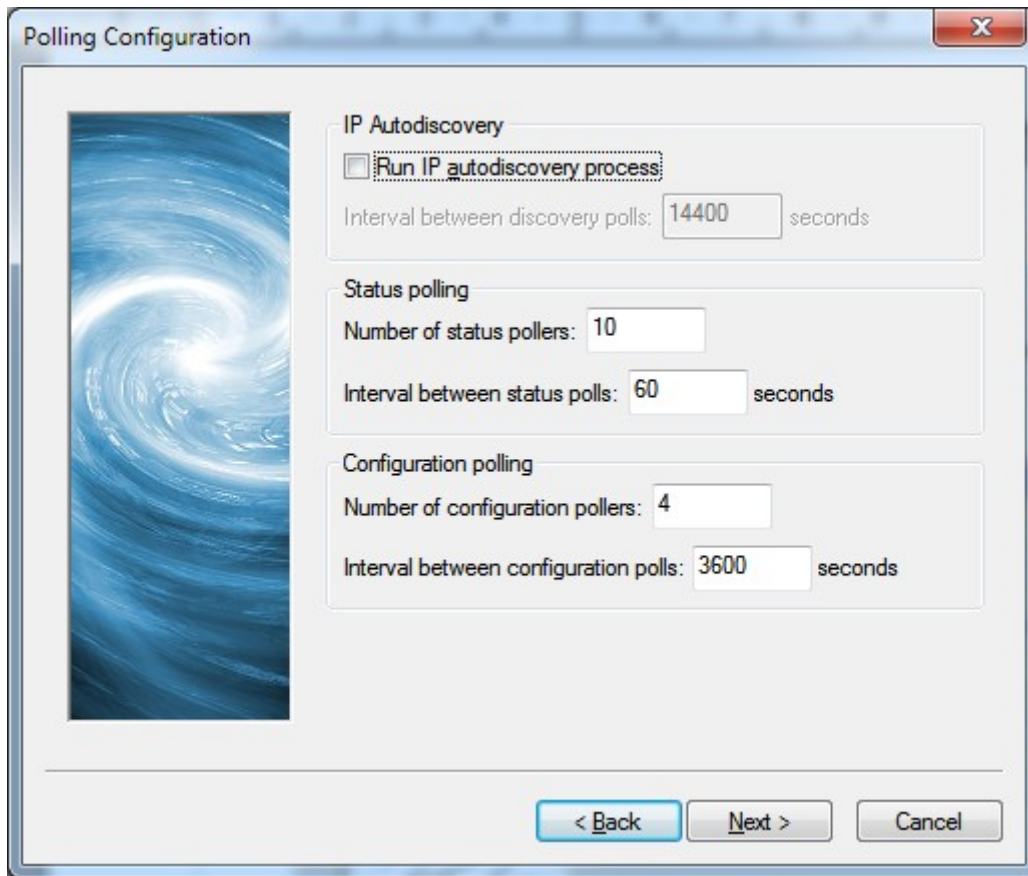 Polling Configuration
IP Autodiscovery
Run IP autodiscovery process
Interval between discovery polls: 14400 seconds
Status polling
Number of status pollers: 10
Interval between status polls: 60 seconds
Configuration polling
Number of configuration pollers: 4
Interval between configuration polls: 3600 seconds
< Back Next > Cancel